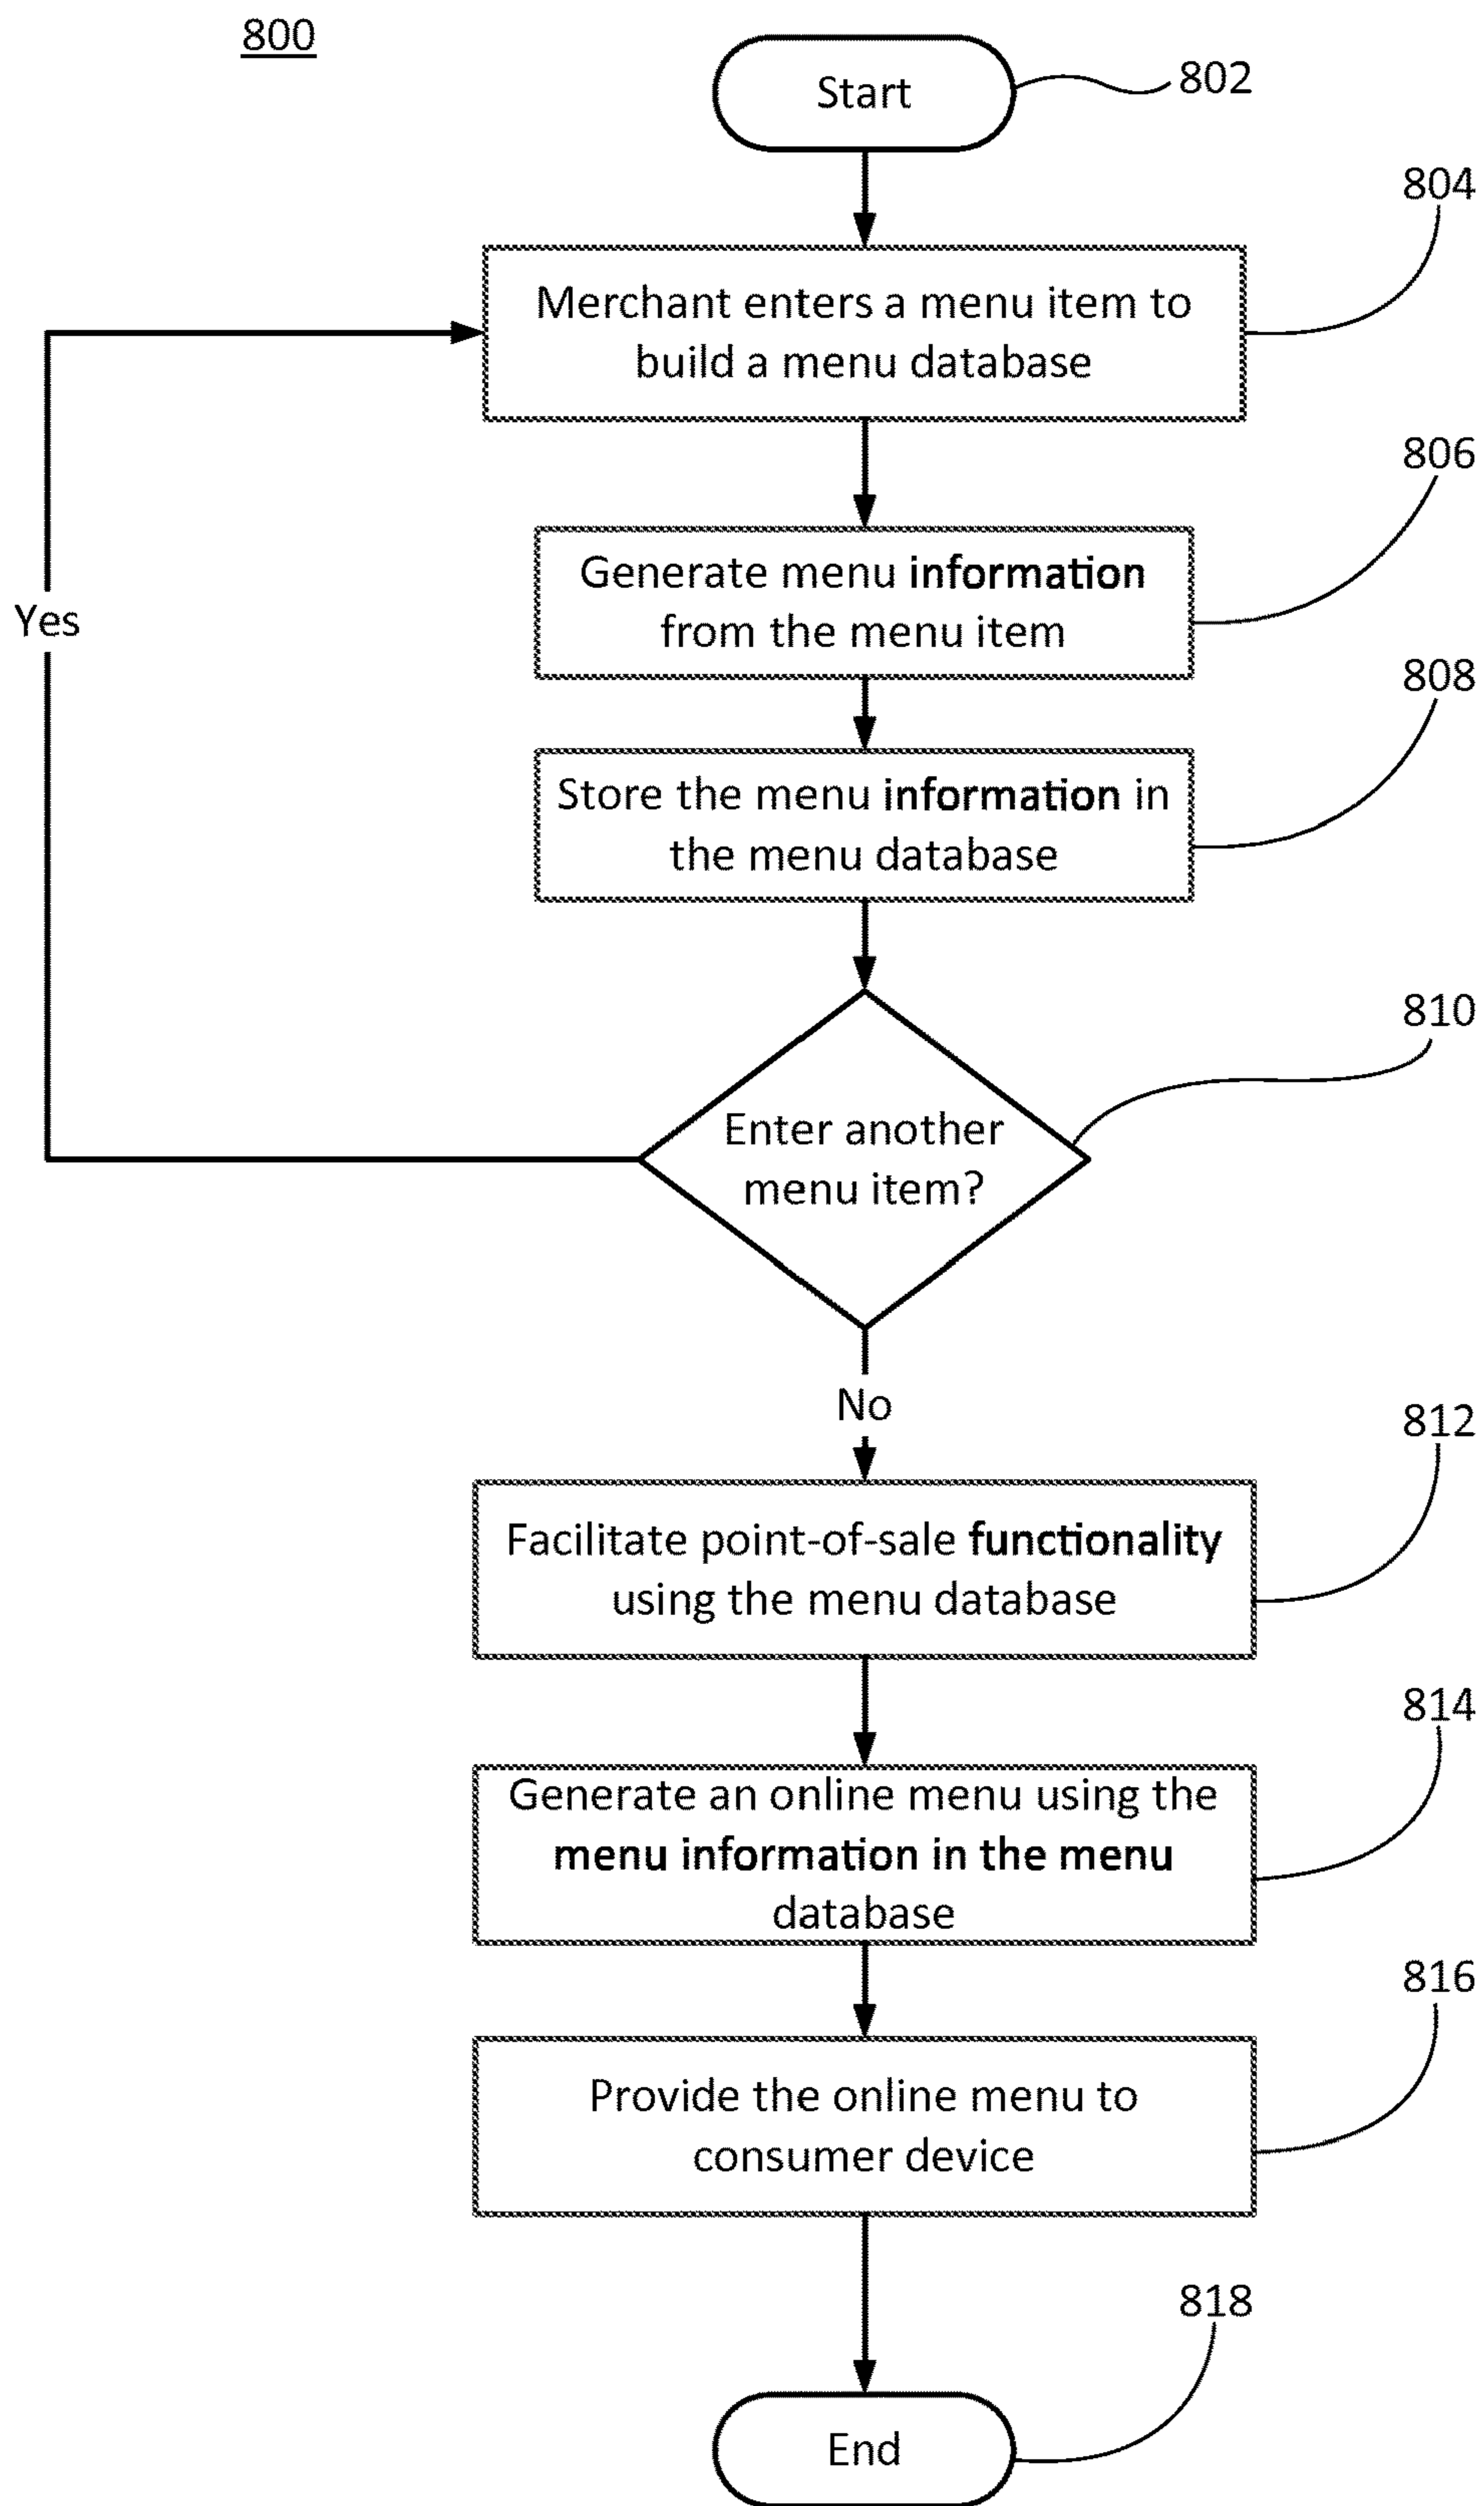 800
Start
802
804
Merchant enters a menu item to
build a menu database
806
Generate menu information
from the menu item
Yes
808
Store the menu information in
the menu database
810
Enter another
menu item?
No
812
Facilitate point-of-sale functionality
using the menu database
814
Generate an online menu using the
menu information in the menu
database
816
Provide the online menu to
consumer device
818
End